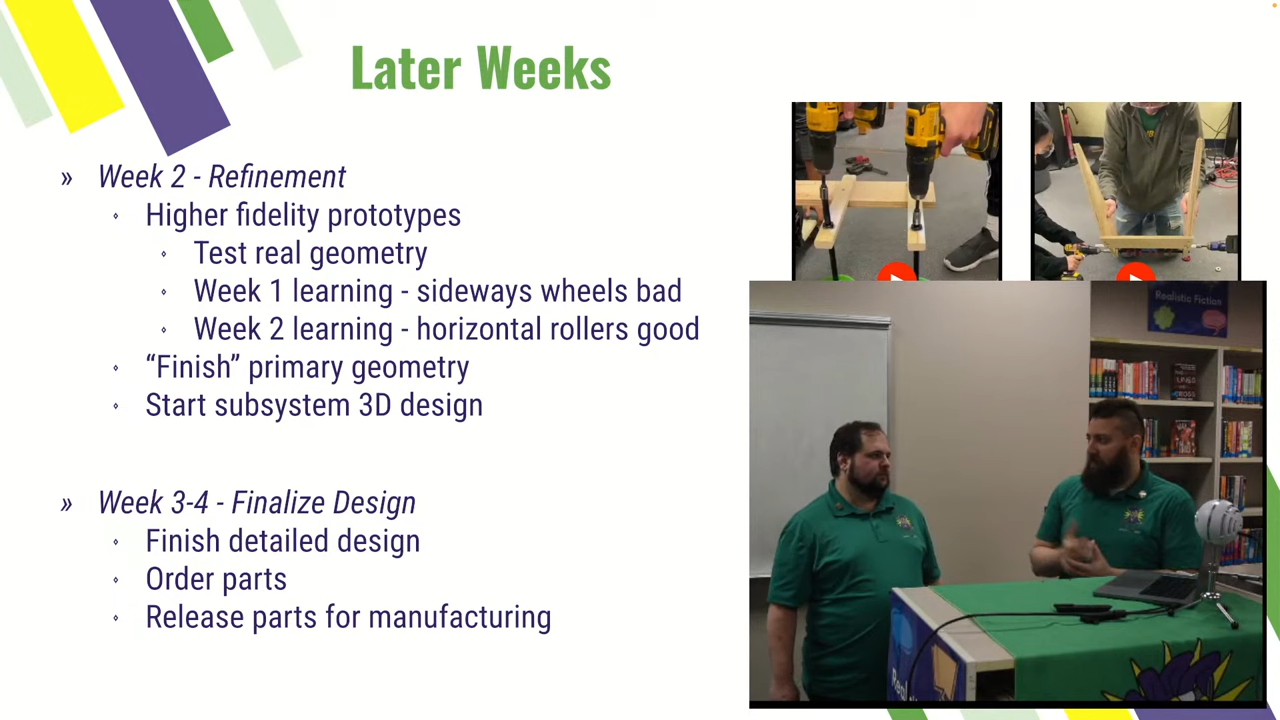 Later Weeks
» Week 2 - Refinement
Higher fidelity prototypes
Test real geometry
Week 1 learning - sideways wheels bad
Week 2 learning - horizontal rollers good
“Finish” primary geometry
Start subsystem 3D design
» Week 3-4 - Finalize Design
Finish detailed design
Order parts
Release parts for manufacturing
Realistic Fiction